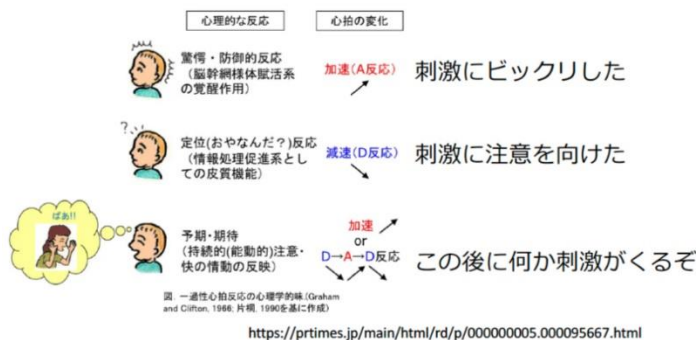 心理的な反応
心拍の変化
驚愕・防御的反応
(脳幹網様体賦活系
の覚醒作用)
加速(A反応)
刺激にビックリした
?
定位(おやなんだ?)反応
(情報処理促進系とし
ての皮質機能)
減速(D反応)
刺激に注意を向けた
ばあ!!
予期・期待
(持続的(能動的)注意・
快の情動の反映)
加速
or
D→A→D反応
この後に何か刺激がくるぞ
図. 一過性心拍反応の心理学的味.(Graham
and Clifton, 1966; 片桐, 1990を基に作成)
https://prtimes.jp/main/html/rd/p/000000005.000095667.html